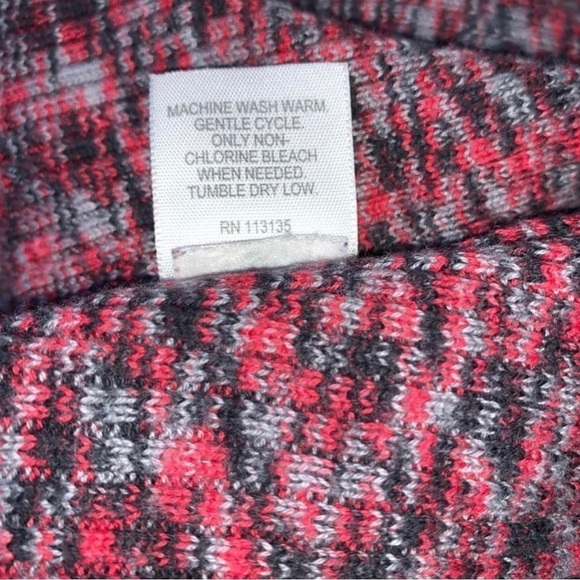 MACHINE WASH WARM.
GENTLE CYCLE.
ONLY NON-
CHLORINE BLEACH
WHEN NEEDED.
TUMBLE DRY LOW.
RN 113135